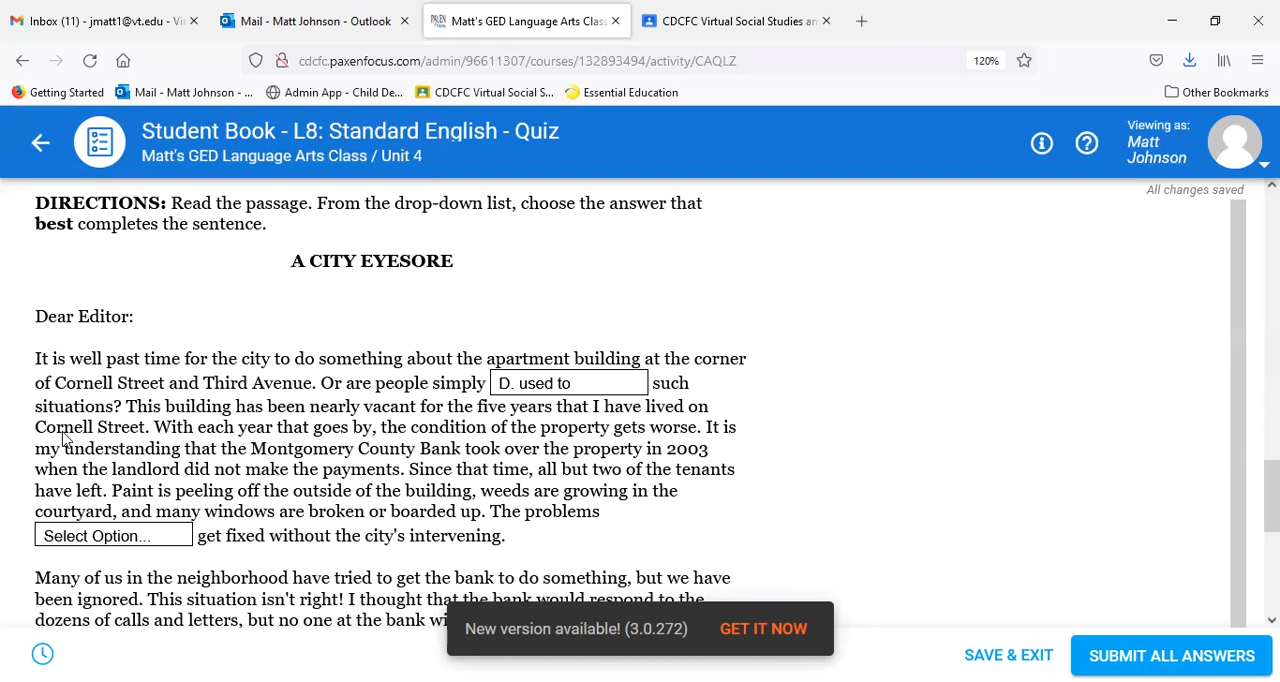 Inbox (11) - jmatt1@vt.edu - Vir
Mail - Matt Johnson - Outlook
PAXEN
Matt's GED Language Arts Class
CDCFC Virtual Social Studies an
cdcfc.paxenfocus.com/admin/96611307/courses/132893494/activity/CAQLZ
120%
Getting Started
Mail - Matt Johnson - ...
Admin App - Child De...
CDCFC Virtual Social S...
Essential Education
Other Bookmarks
Student Book - L8: Standard English - Quiz
Matt's GED Language Arts Class / Unit 4
Viewing as:
Matt
Johnson
All changes saved
DIRECTIONS: Read the passage. From the drop-down list, choose the answer that
best completes the sentence.
A CITY EYESORE
Dear Editor:
It is well past time for the city to do something about the apartment building at the corner
of Cornell Street and Third Avenue. Or are people simply D. used to such
situations? This building has been nearly vacant for the five years that I have lived on
Cornell Street. With each year that goes by, the condition of the property gets worse. It is
my understanding that the Montgomery County Bank took over the property in 2003
when the landlord did not make the payments. Since that time, all but two of the tenants
have left. Paint is peeling off the outside of the building, weeds are growing in the
courtyard, and many windows are broken or boarded up. The problems
Select Option... get fixed without the city's intervening.
Many of us in the neighborhood have tried to get the bank to do something, but we have
been ignored. This situation isn't right! I thought that the bank would respond to the
dozens of calls and letters, but no one at the bank wi
New version available! (3.0.272) GET IT NOW
SAVE & EXIT
SUBMIT ALL ANSWERS